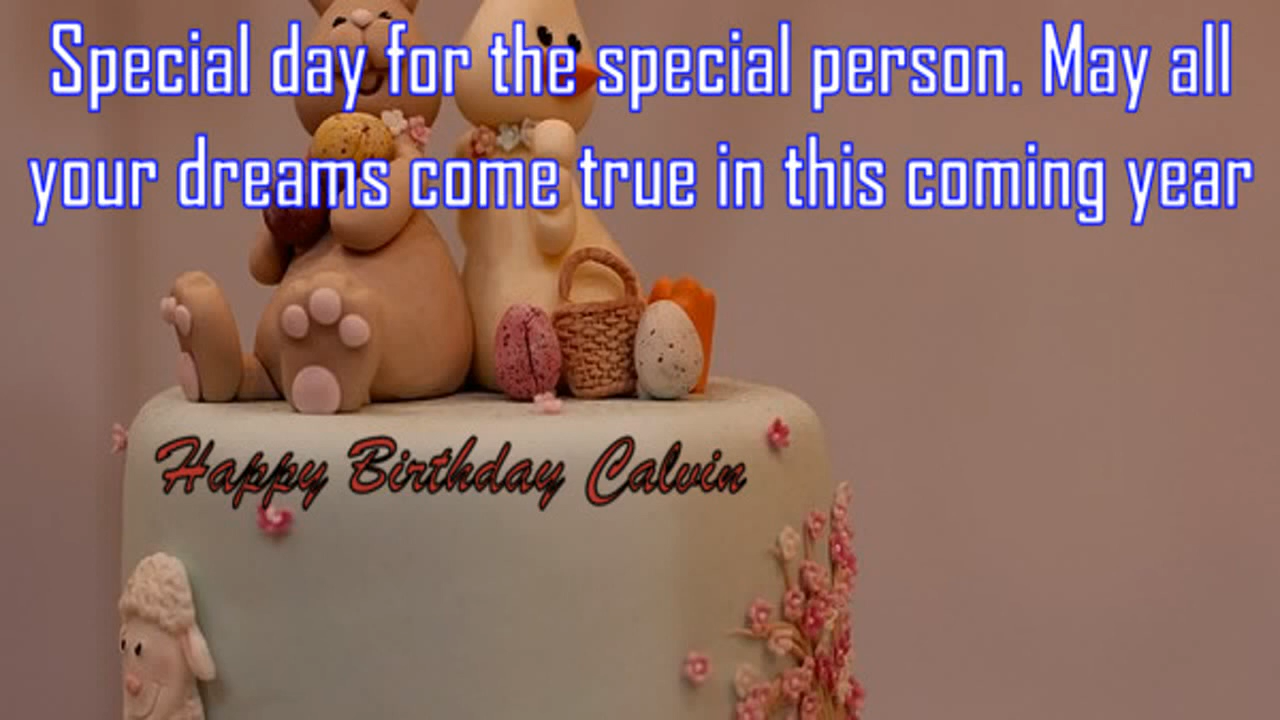 Special day for the special person. May all
your dreams come true in this coming year
Happy Birthday Calvin